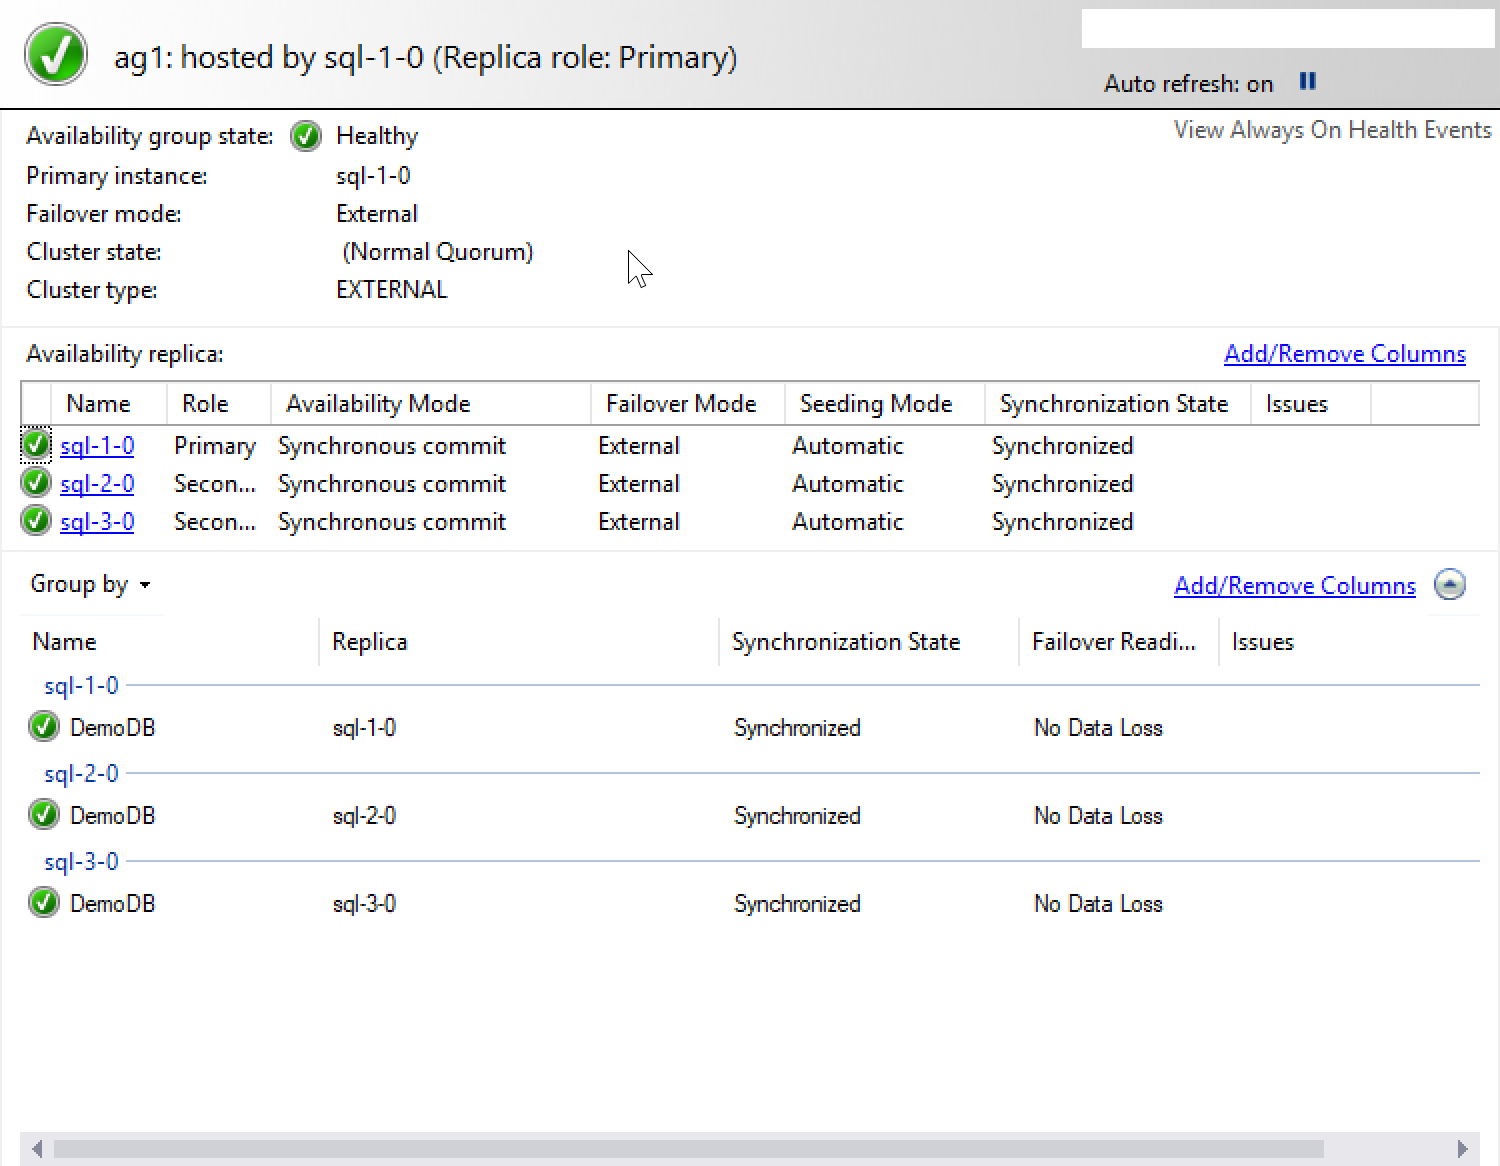 ag1: hosted by sql-1-0 (Replica role: Primary)
Auto refresh: on
Availability group state: Healthy
View Always On Health Events
Primary instance: sql-1-0
Failover mode: External
Cluster state: (Normal Quorum)
Cluster type: EXTERNAL
Availability replica:
Add/Remove Columns
Name Role Availability Mode Failover Mode Seeding Mode Synchronization State Issues
sql-1-0 Primary Synchronous commit External Automatic Synchronized
sql-2-0 Secon... Synchronous commit External Automatic Synchronized
sql-3-0 Secon... Synchronous commit External Automatic Synchronized
Group by
Add/Remove Columns
Name Replica Synchronization State Failover Readi... Issues
sql-1-0
DemoDB sql-1-0 Synchronized No Data Loss
sql-2-0
DemoDB sql-2-0 Synchronized No Data Loss
sql-3-0
DemoDB sql-3-0 Synchronized No Data Loss